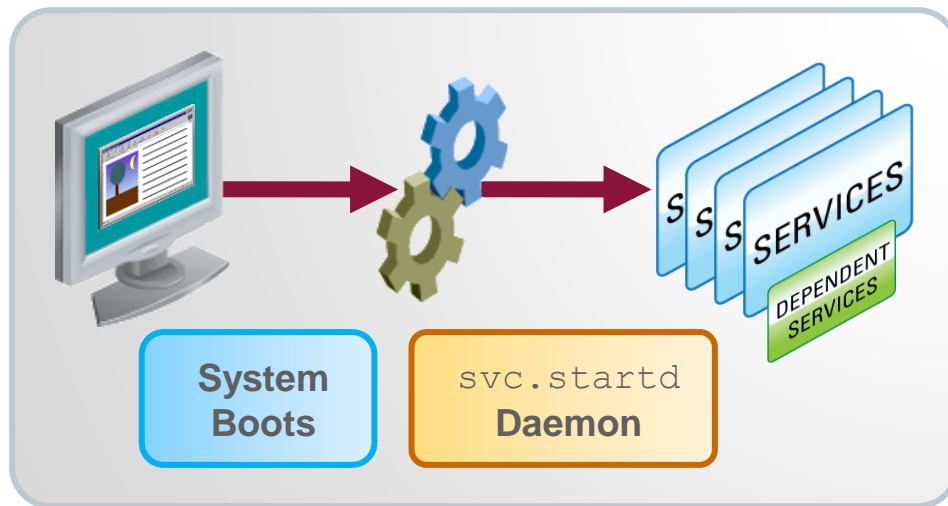 S
S
S
SERVICES
DEPENDENT
SERVICES
System
Boots
svc.startd
Daemon